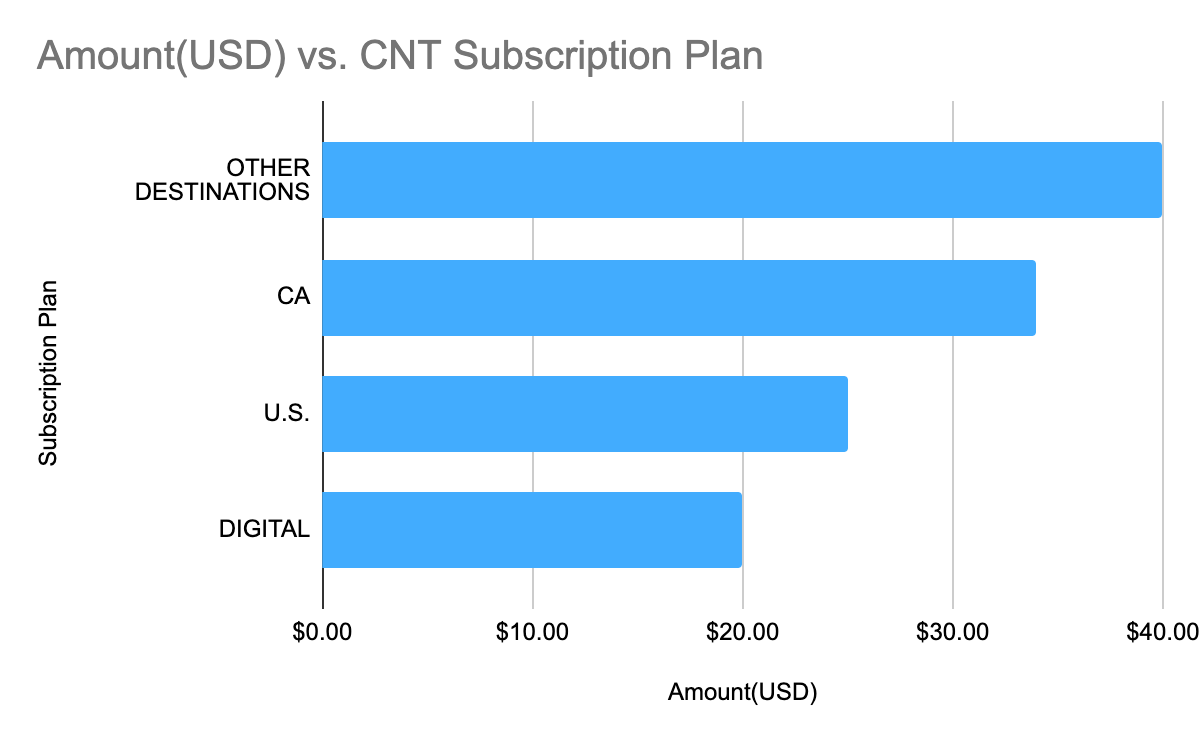 Amount(USD) vs. CNT Subscription Plan
Subscription Plan
OTHER
DESTINATIONS
CA
U.S.
DIGITAL
$0.00 $10.00 $20.00 $30.00 $40.00
Amount(USD)